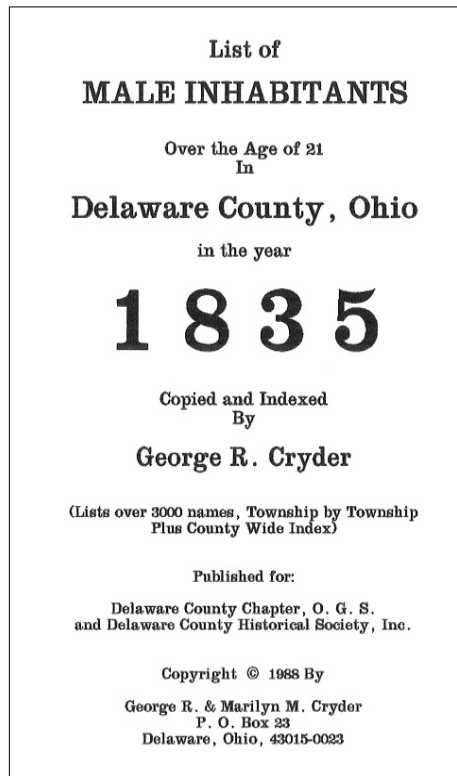 List of
MALE INHABITANTS
Over the Age of 21
In
Delaware County, Ohio
in the year
1835
Copied and Indexed
By
George R. Cryder
(Lists over 3000 names, Township by Township
Plus County Wide Index)
Published for:
Delaware County Chapter, O. G. S.
and Delaware County Historical Society, Inc.
Copyright © 1988 By
George R. & Marilyn M. Cryder
P. O. Box 23
Delaware, Ohio, 43015-0023